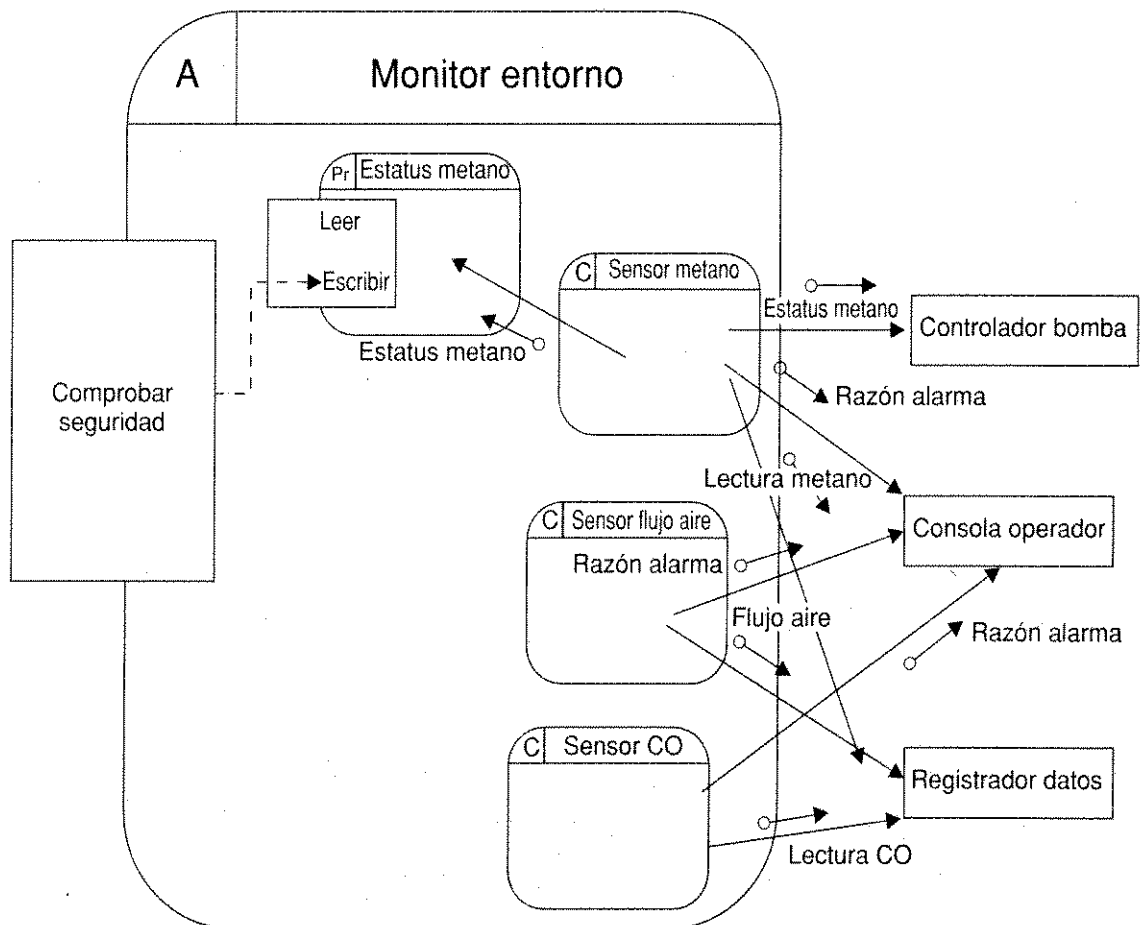 A
Monitor entorno
Pr
Estatus metano
Leer
Escribir
Estatus metano
Comprobar
seguridad
C
Sensor metano
Estatus metano
Controlador bomba
Razón alarma
Lectura metano
C
Sensor flujo aire
Razón alarma
Consola operador
Flujo aire
Razón alarma
C
Sensor CO
Registrador datos
Lectura CO